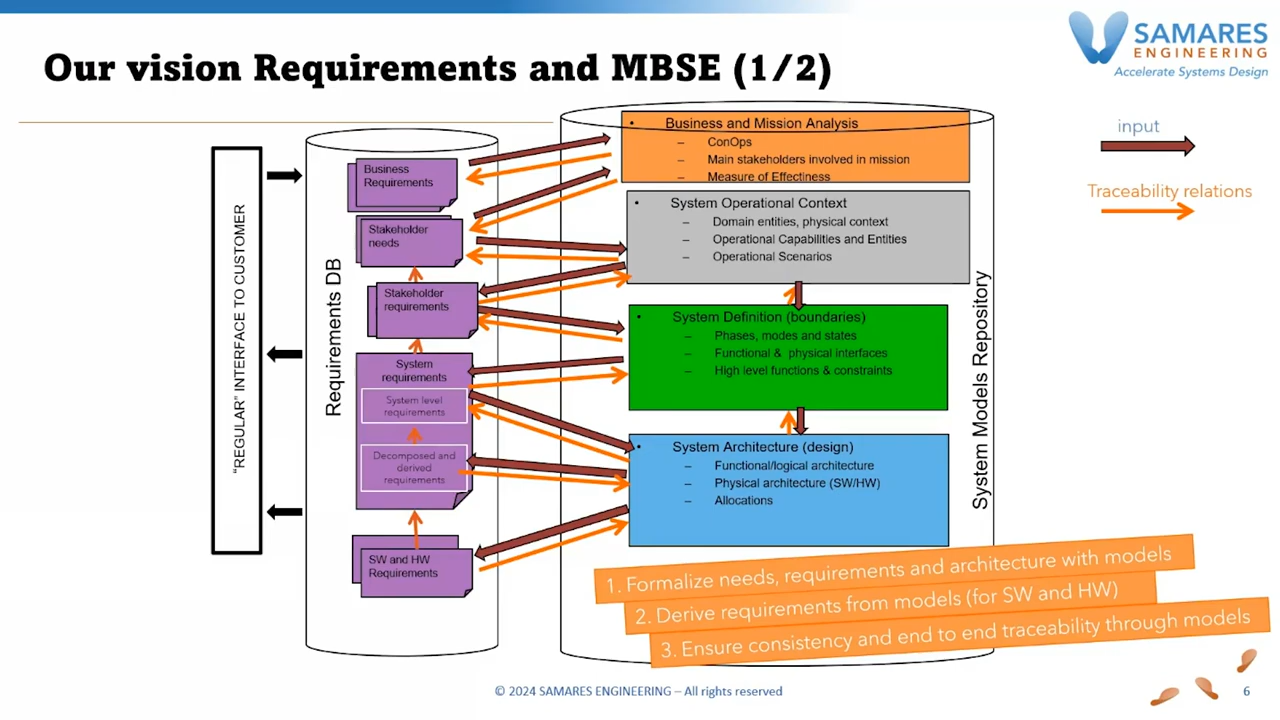 Our vision Requirements and MBSE (1/2)
SAMARES
ENGINEERING
Accelerate Systems Design
input
Traceability relations
"REGULAR" INTERFACE TO CUSTOMER
Requirements DB
Business
Requirements
Stakeholder
needs
Stakeholder
requirements
System
requirements
System level
requirements
Decomposed and
derived
requirements
SW and HW
Requirements
• Business and Mission Analysis
– ConOps
– Main stakeholders involved in mission
– Measure of Effectiness
• System Operational Context
– Domain entities, physical context
– Operational Capabilities and Entities
– Operational Scenarios
• System Definition (boundaries)
– Phases, modes and states
– Functional & physical interfaces
– High level functions & constraints
• System Architecture (design)
– Functional/logical architecture
– Physical architecture (SW/HW)
– Allocations
System Models Repository
1. Formalize needs, requirements and architecture with models
2. Derive requirements from models (for SW and HW)
3. Ensure consistency and end to end traceability through models
© 2024 SAMARES ENGINEERING – All rights reserved
6